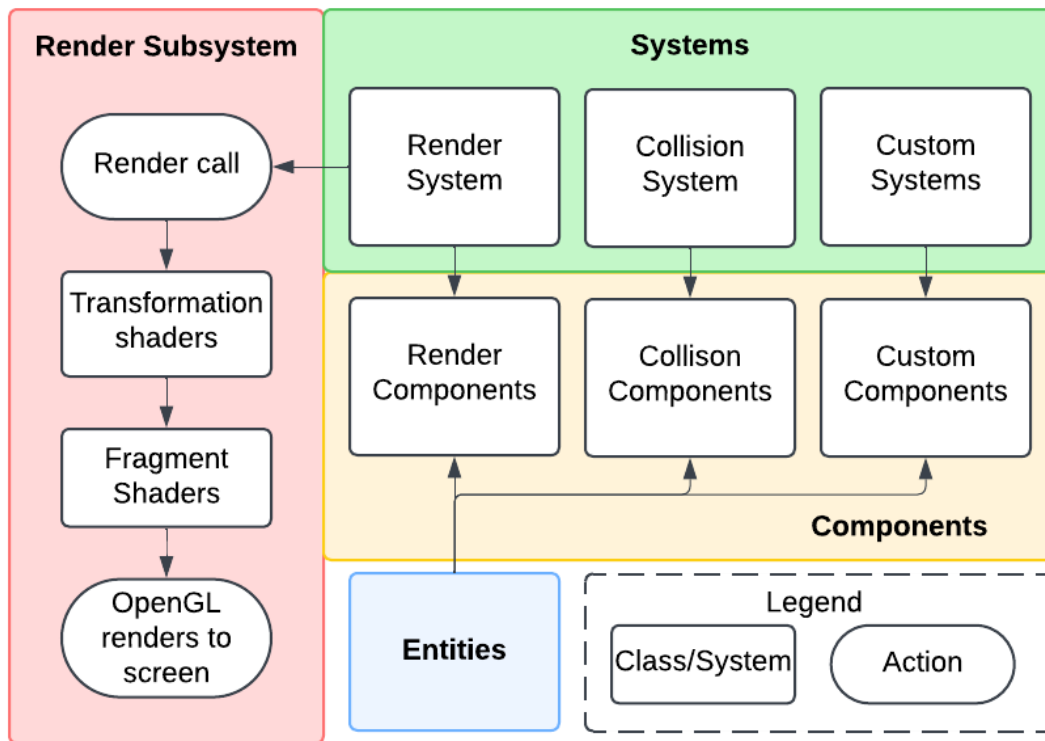 Render Subsystem
Render call
Transformation
shaders
Fragment
Shaders
OpenGL
renders to
screen
Systems
Render
System
Collision
System
Custom
Systems
Render
Components
Collison
Components
Custom
Components
Components
Entities
Legend
Class/System
Action